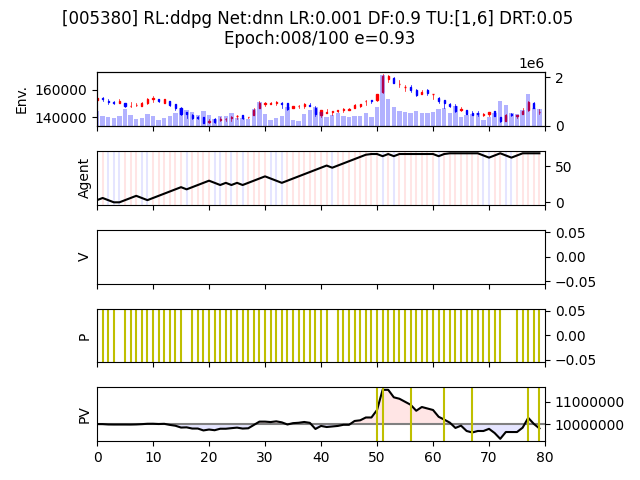 [005380] RL:ddpg Net:dnn LR:0.001 DF:0.9 TU:[1,6] DRT:0.05
Epoch:008/100 e=0.93
1e6
Env.
160000
140000
2
0
Agent
50
0
V
0.05
0.00
−0.05
P
0.05
0.00
−0.05
PV
11000000
10000000
0 10 20 30 40 50 60 70 80